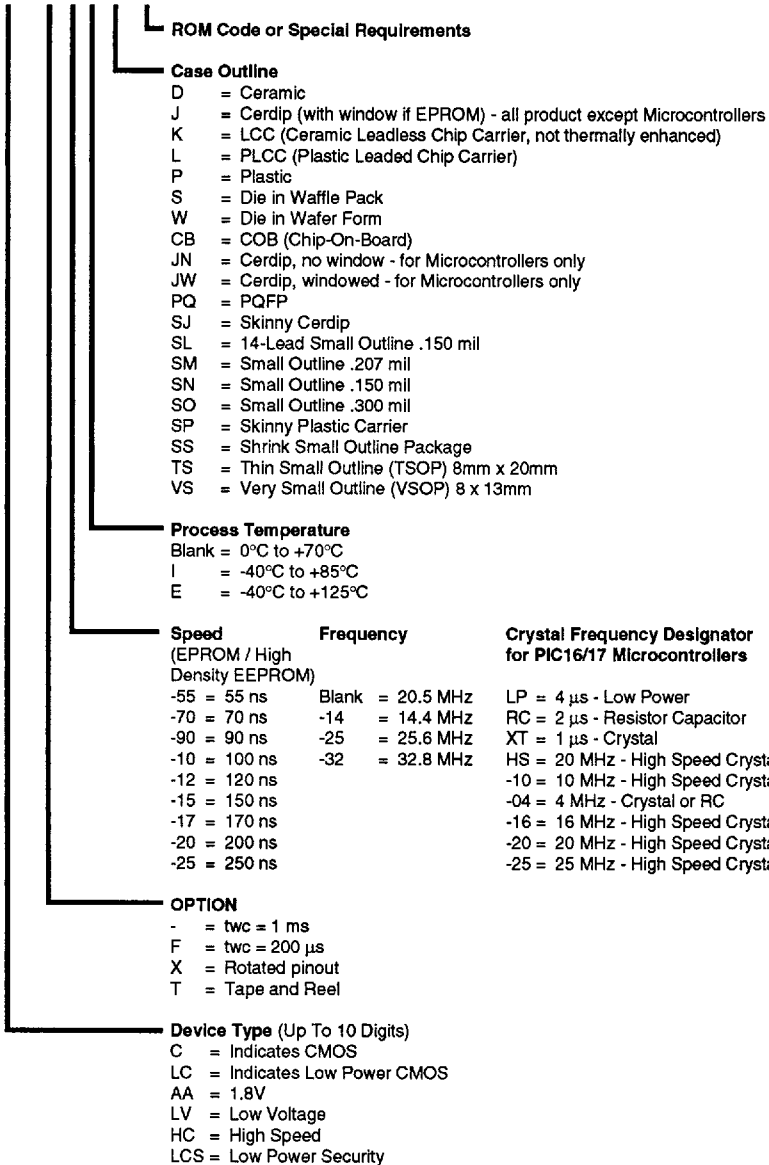 ROM Code or Special Requirements
Case Outline
D = Ceramic
J = Cerdip (with window if EPROM) - all product except Microcontrollers
K = LCC (Ceramic Leadless Chip Carrier, not thermally enhanced)
L = PLCC (Plastic Leaded Chip Carrier)
P = Plastic
S = Die in Waffle Pack
W = Die in Wafer Form
CB = COB (Chip-On-Board)
JN = Cerdip, no window - for Microcontrollers only
JW = Cerdip, windowed - for Microcontrollers only
PQ = PQFP
SJ = Skinny Cerdip
SL = 14-Lead Small Outline .150 mil
SM = Small Outline .207 mil
SN = Small Outline .150 mil
SO = Small Outline .300 mil
SP = Skinny Plastic Carrier
SS = Shrink Small Outline Package
TS = Thin Small Outline (TSOP) 8mm x 20mm
VS = Very Small Outline (VSOP) 8 x 13mm
Process Temperature
Blank = 0°C to +70°C
I = -40°C to +85°C
E = -40°C to +125°C
Speed
(EPROM / High
Density EEPROM)
-55 = 55 ns
-70 = 70 ns
-90 = 90 ns
-10 = 100 ns
-12 = 120 ns
-15 = 150 ns
-17 = 170 ns
-20 = 200 ns
-25 = 250 ns
Frequency
Blank = 20.5 MHz
-14 = 14.4 MHz
-25 = 25.6 MHz
-32 = 32.8 MHz
Crystal Frequency Designator
for PIC16/17 Microcontrollers
LP = 4 µs - Low Power
RC = 2 µs - Resistor Capacitor
XT = 1 µs - Crystal
HS = 20 MHz - High Speed Crysta
-10 = 10 MHz - High Speed Crysta
-04 = 4 MHz - Crystal or RC
-16 = 16 MHz - High Speed Crysta
-20 = 20 MHz - High Speed Crysta
-25 = 25 MHz - High Speed Crysta
OPTION
- = twc = 1 ms
F = twc = 200 µs
X = Rotated pinout
T = Tape and Reel
Device Type (Up To 10 Digits)
C = Indicates CMOS
LC = Indicates Low Power CMOS
AA = 1.8V
LV = Low Voltage
HC = High Speed
LCS = Low Power Security